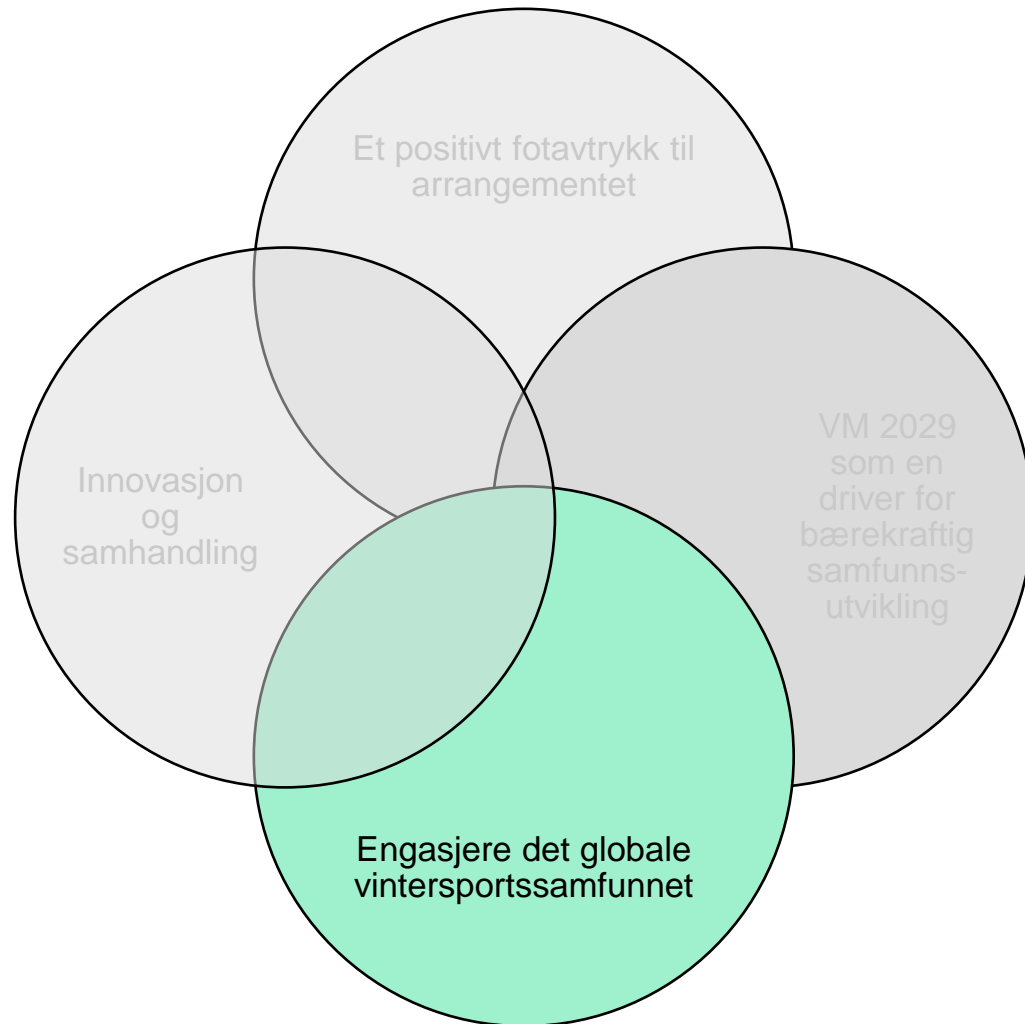 Et positivt fotavtrykk til
arrangementet
Innovasjon
og
samhandling
VM 2029
som en
driver for
bærekraftig
samfunns-
utvikling
Engasjere det globale
vintersportssamfunnet